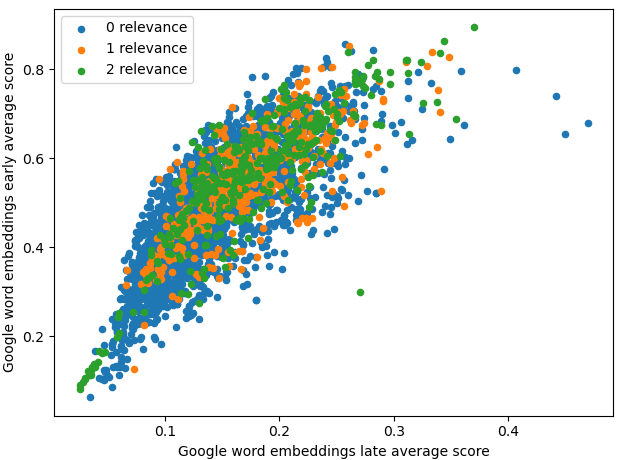 0 relevance
1 relevance
2 relevance
Google word embeddings early average score
0.8
0.6
0.4
0.2
0.1
0.2
0.3
0.4
Google word embeddings late average score